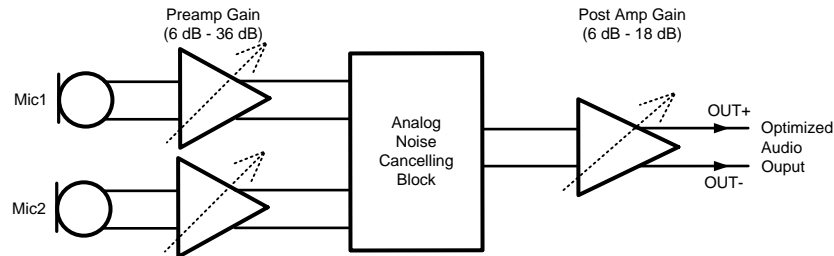 Preamp Gain
(6 dB - 36 dB)
Post Amp Gain
(6 dB - 18 dB)
Mic1
Mic2
Analog
Noise
Cancelling
Block
OUT+
OUT-
Optimized
Audio
Ouput